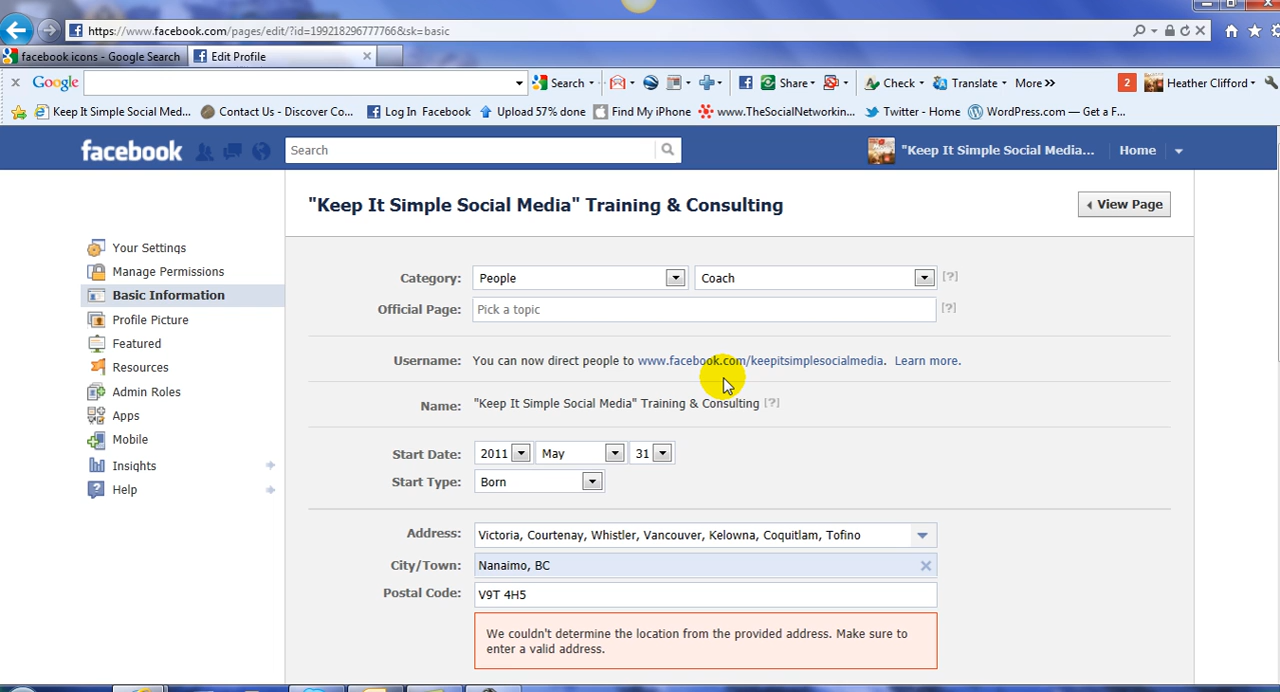 https://www.facebook.com/pages/edit/?id=199218296777766&sk=basic
facebook icons - Google Search
Edit Profile
Google
Search
Share
Check
Translate
More »
2
Heather Clifford
Keep It Simple Social Med...
Contact Us - Discover Co...
Log In Facebook
Upload 57% done
Find My iPhone
www.TheSocialNetworkin...
Twitter - Home
WordPress.com — Get a F...
facebook
Search
"Keep It Simple Social Media...
Home
"Keep It Simple Social Media" Training & Consulting
View Page
Your Settings
Manage Permissions
Basic Information
Profile Picture
Featured
Resources
Admin Roles
Apps
Mobile
Insights
Help
Category: People Coach [?]
Official Page: Pick a topic [?]
Username: You can now direct people to www.facebook.com/keepitsimplesocialmedia. Learn more.
Name: "Keep It Simple Social Media" Training & Consulting [?]
Start Date: 2011 May 31
Start Type: Born
Address: Victoria, Courtenay, Whistler, Vancouver, Kelowna, Coquitlam, Tofino
City/Town: Nanaimo, BC
Postal Code: V9T 4H5
We couldn't determine the location from the provided address. Make sure to
enter a valid address.